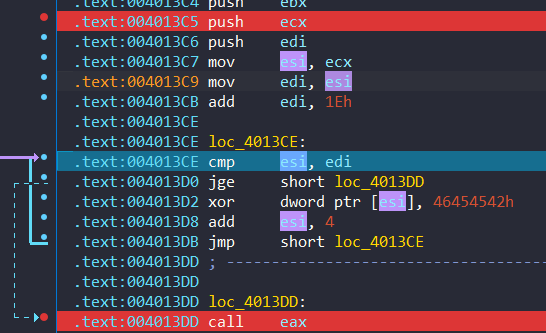 .text:004013C4 push ebx
.text:004013C5 push ecx
.text:004013C6 push edi
.text:004013C7 mov esi, ecx
.text:004013C9 mov edi, esi
.text:004013CB add edi, 1Eh
.text:004013CE
.text:004013CE loc_4013CE:
.text:004013CE cmp esi, edi
.text:004013D0 jge short loc_4013DD
.text:004013D2 xor dword ptr [esi], 46454542h
.text:004013D8 add esi, 4
.text:004013DB jmp short loc_4013CE
.text:004013DD ; ---------------------------------
.text:004013DD
.text:004013DD loc_4013DD:
.text:004013DD call eax